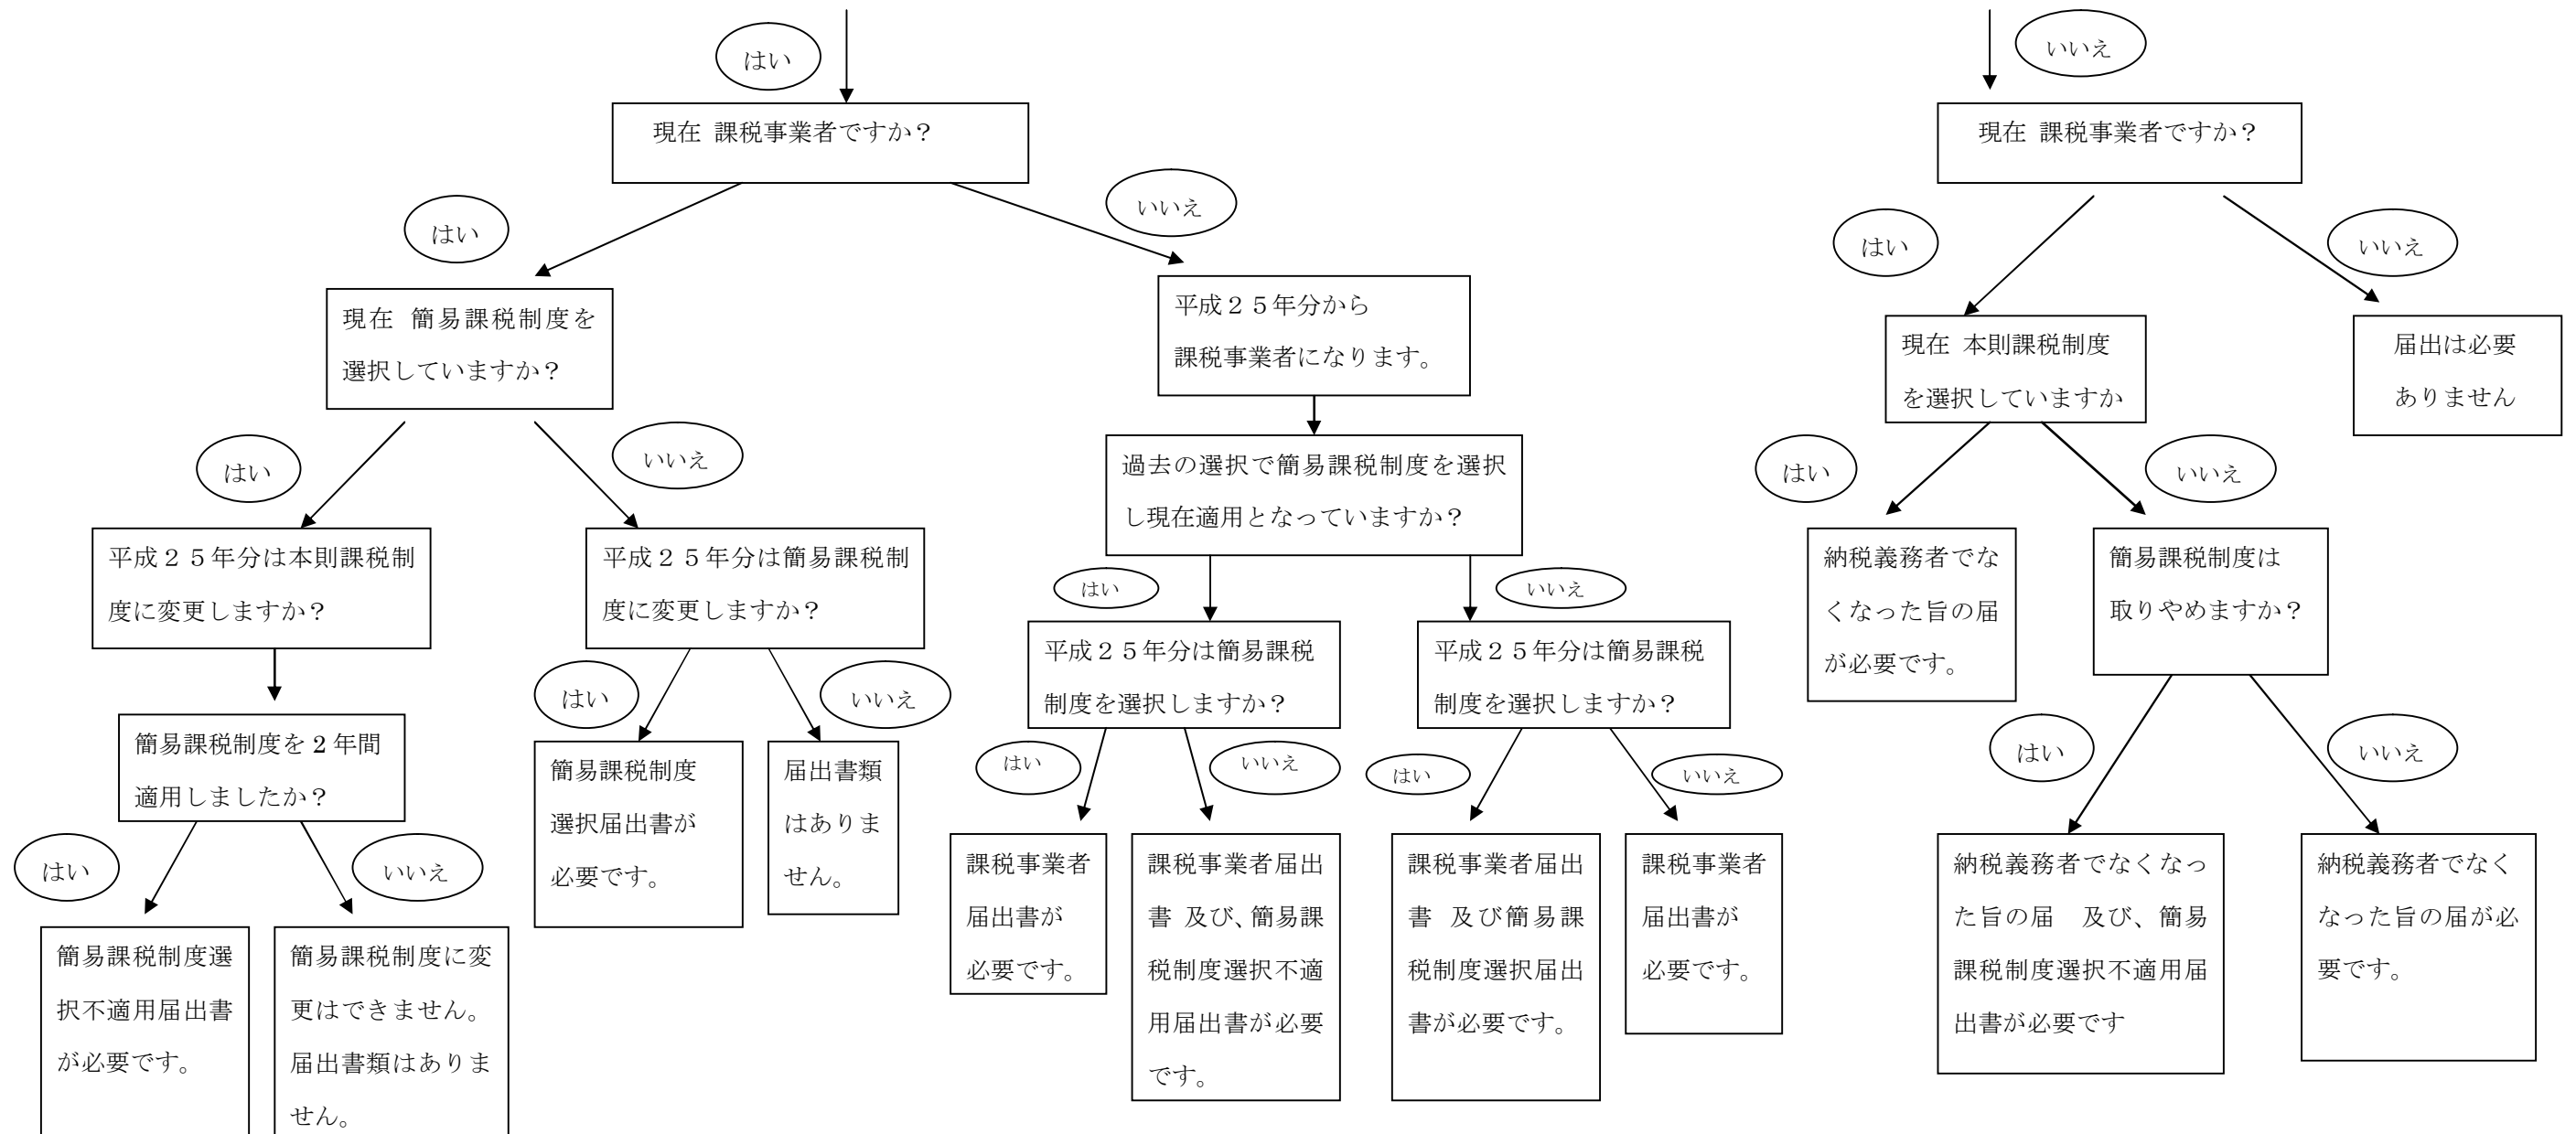 はい
いいえ
現在 課税事業者ですか？
現在 課税事業者ですか？
はい
いいえ
はい
いいえ
現在 簡易課税制度を
選択していますか？
平成２５年分から
課税事業者になります。
現在 本則課税制度
を選択していますか
届出は必要
ありません
はい
いいえ
過去の選択で簡易課税制度を選択
し現在適用となっていますか？
はい
いいえ
平成２５年分は本則課税制
度に変更しますか？
平成２５年分は簡易課税制
度に変更しますか？
はい
いいえ
納税義務者でな
くなった旨の届
が必要です。
簡易課税制度は
取りやめますか？
平成２５年分は簡易課税
制度を選択しますか？
平成２５年分は簡易課税
制度を選択しますか？
はい
いいえ
簡易課税制度を 2 年間
適用しましたか？
簡易課税制度
選択届出書が
必要です。
届出書類
はありま
せん。
はい
いいえ
はい
いいえ
はい
いいえ
はい
いいえ
課税事業者
届出書が
必要です。
課税事業者届出
書 及び、簡易課
税制度選択不適
用届出書が必要
です。
課税事業者届出
書 及び簡易課
税制度選択届出
書が必要です。
課税事業者
届出書が
必要です。
納税義務者でなくなっ
た旨の届　及び、簡易
課税制度選択不適用届
出書が必要です
納税義務者でなく
なった旨の届が必
要です。
簡易課税制度選
択不適用届出書
が必要です。
簡易課税制度に変
更はできません。
届出書類はありま
せん。